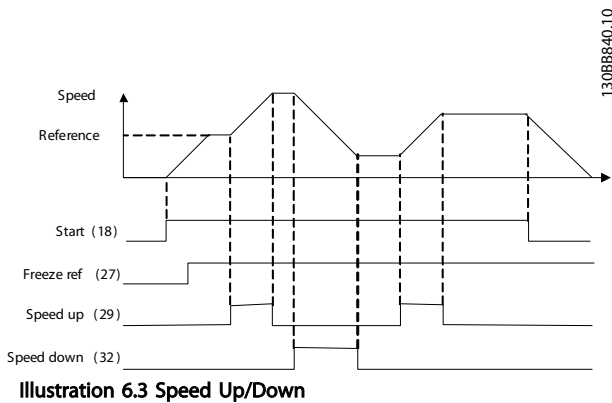 130BB840.10
Speed
Reference
Start (18)
Freeze ref (27)
Speed up (29)
Speed down (32)
Illustration 6.3 Speed Up/Down